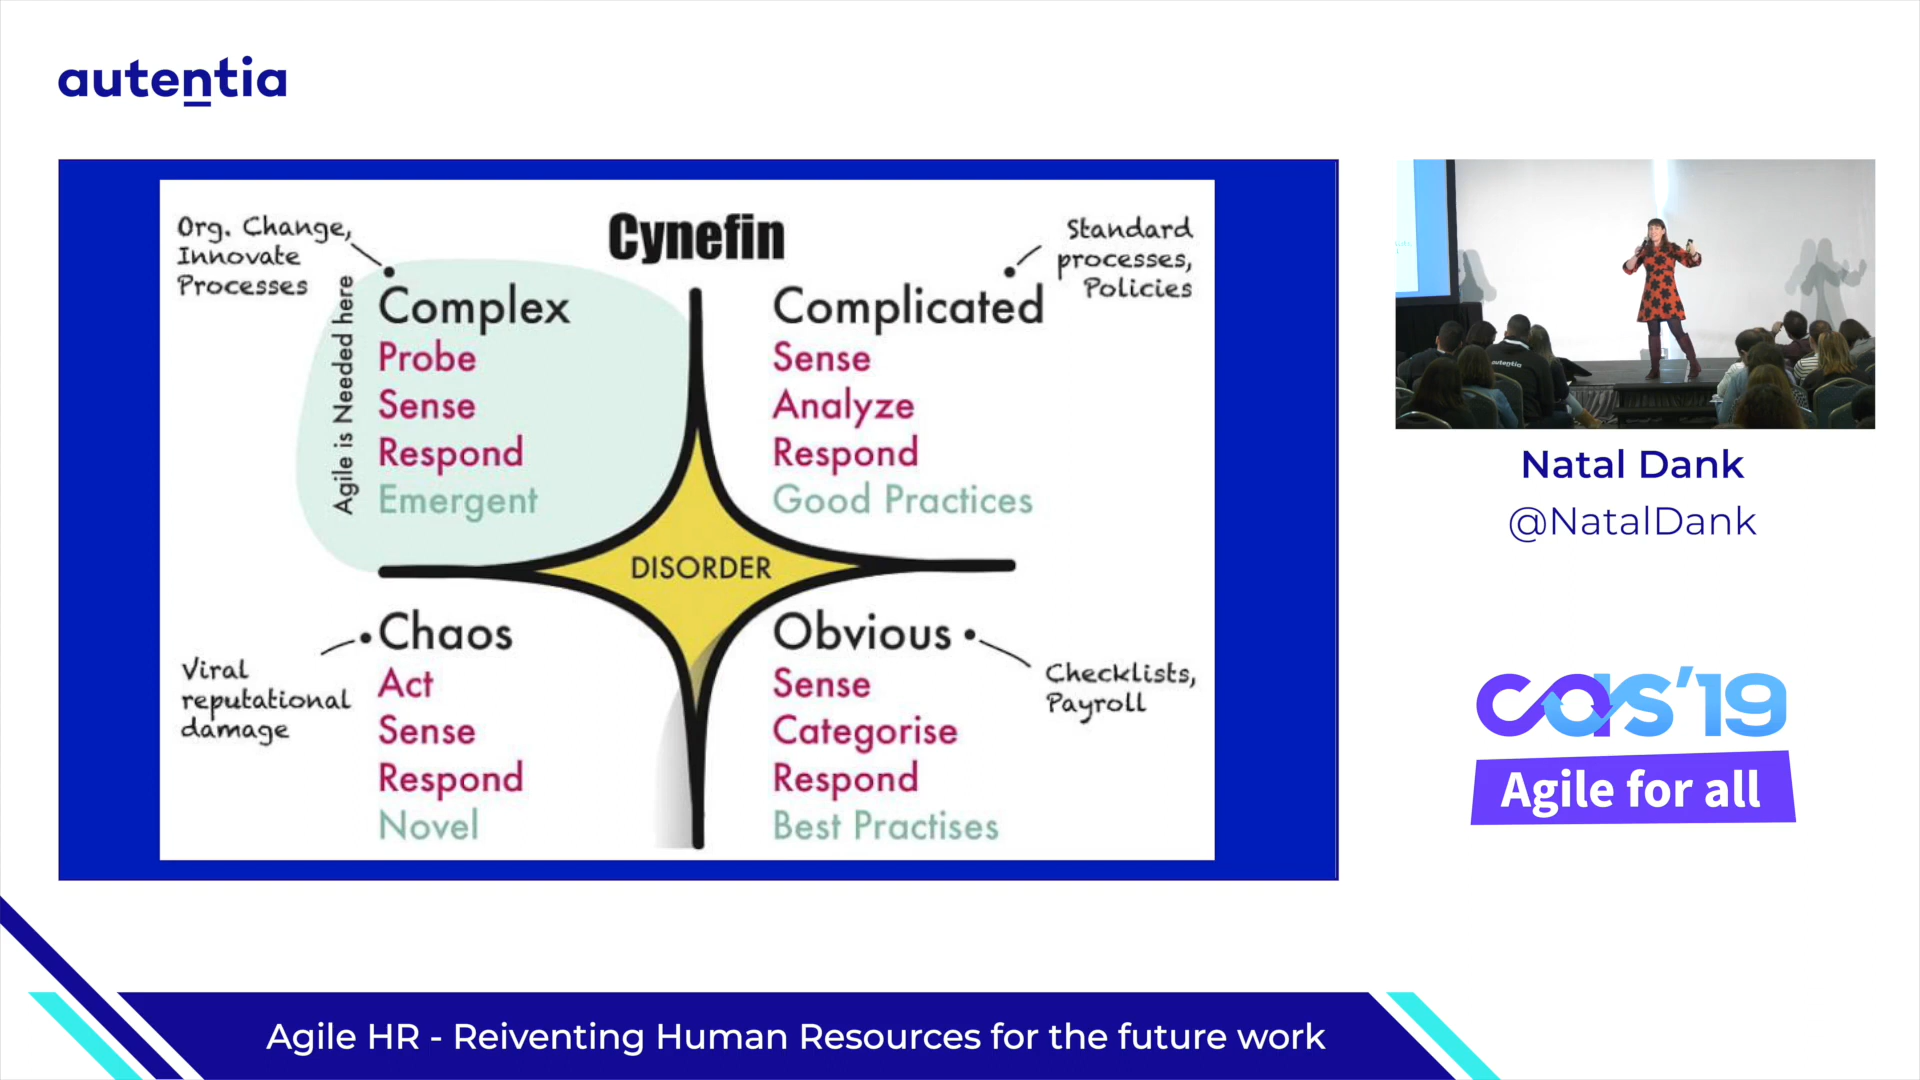 autentia
Cynefin
Org. Change,
Innovate
Processes
Agile is Needed here
Complex
Probe
Sense
Respond
Emergent
Standard
processes,
Policies
Complicated
Sense
Analyze
Respond
Good Practices
DISORDER
Viral
reputational
damage
Chaos
Act
Sense
Respond
Novel
Obvious
Sense
Categorise
Respond
Best Practises
Checklists,
Payroll
autentia
Natal Dank
@NatalDank
cas'19
Agile for all
Agile HR - Reiventing Human Resources for the future work